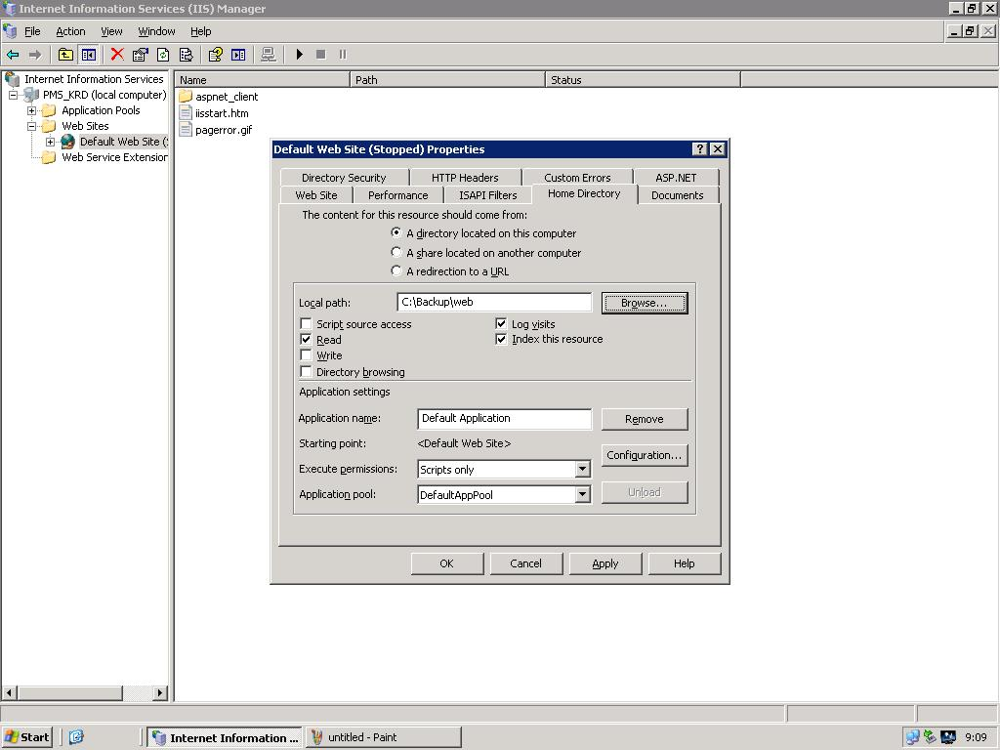 Internet Information Services (IIS) Manager
File Action View Window Help
Internet Information Services
PMS_KRD (local computer)
Application Pools
Web Sites
Default Web Site (
Web Service Extension
Name Path Status
aspnet_client
iisstart.htm
pagerror.gif
Default Web Site (Stopped) Properties
Directory Security HTTP Headers Custom Errors ASP.NET
Web Site Performance ISAPI Filters Home Directory Documents
The content for this resource should come from:
A directory located on this computer
A share located on another computer
A redirection to a URL
Local path: C:\Backup\web Browse...
Script source access Log visits
Read Index this resource
Write
Directory browsing
Application settings
Application name: Default Application Remove
Starting point: <Default Web Site>
Configuration...
Execute permissions: Scripts only
Application pool: DefaultAppPool Unload
OK Cancel Apply Help
Start Internet Information ... untitled - Paint 9:09